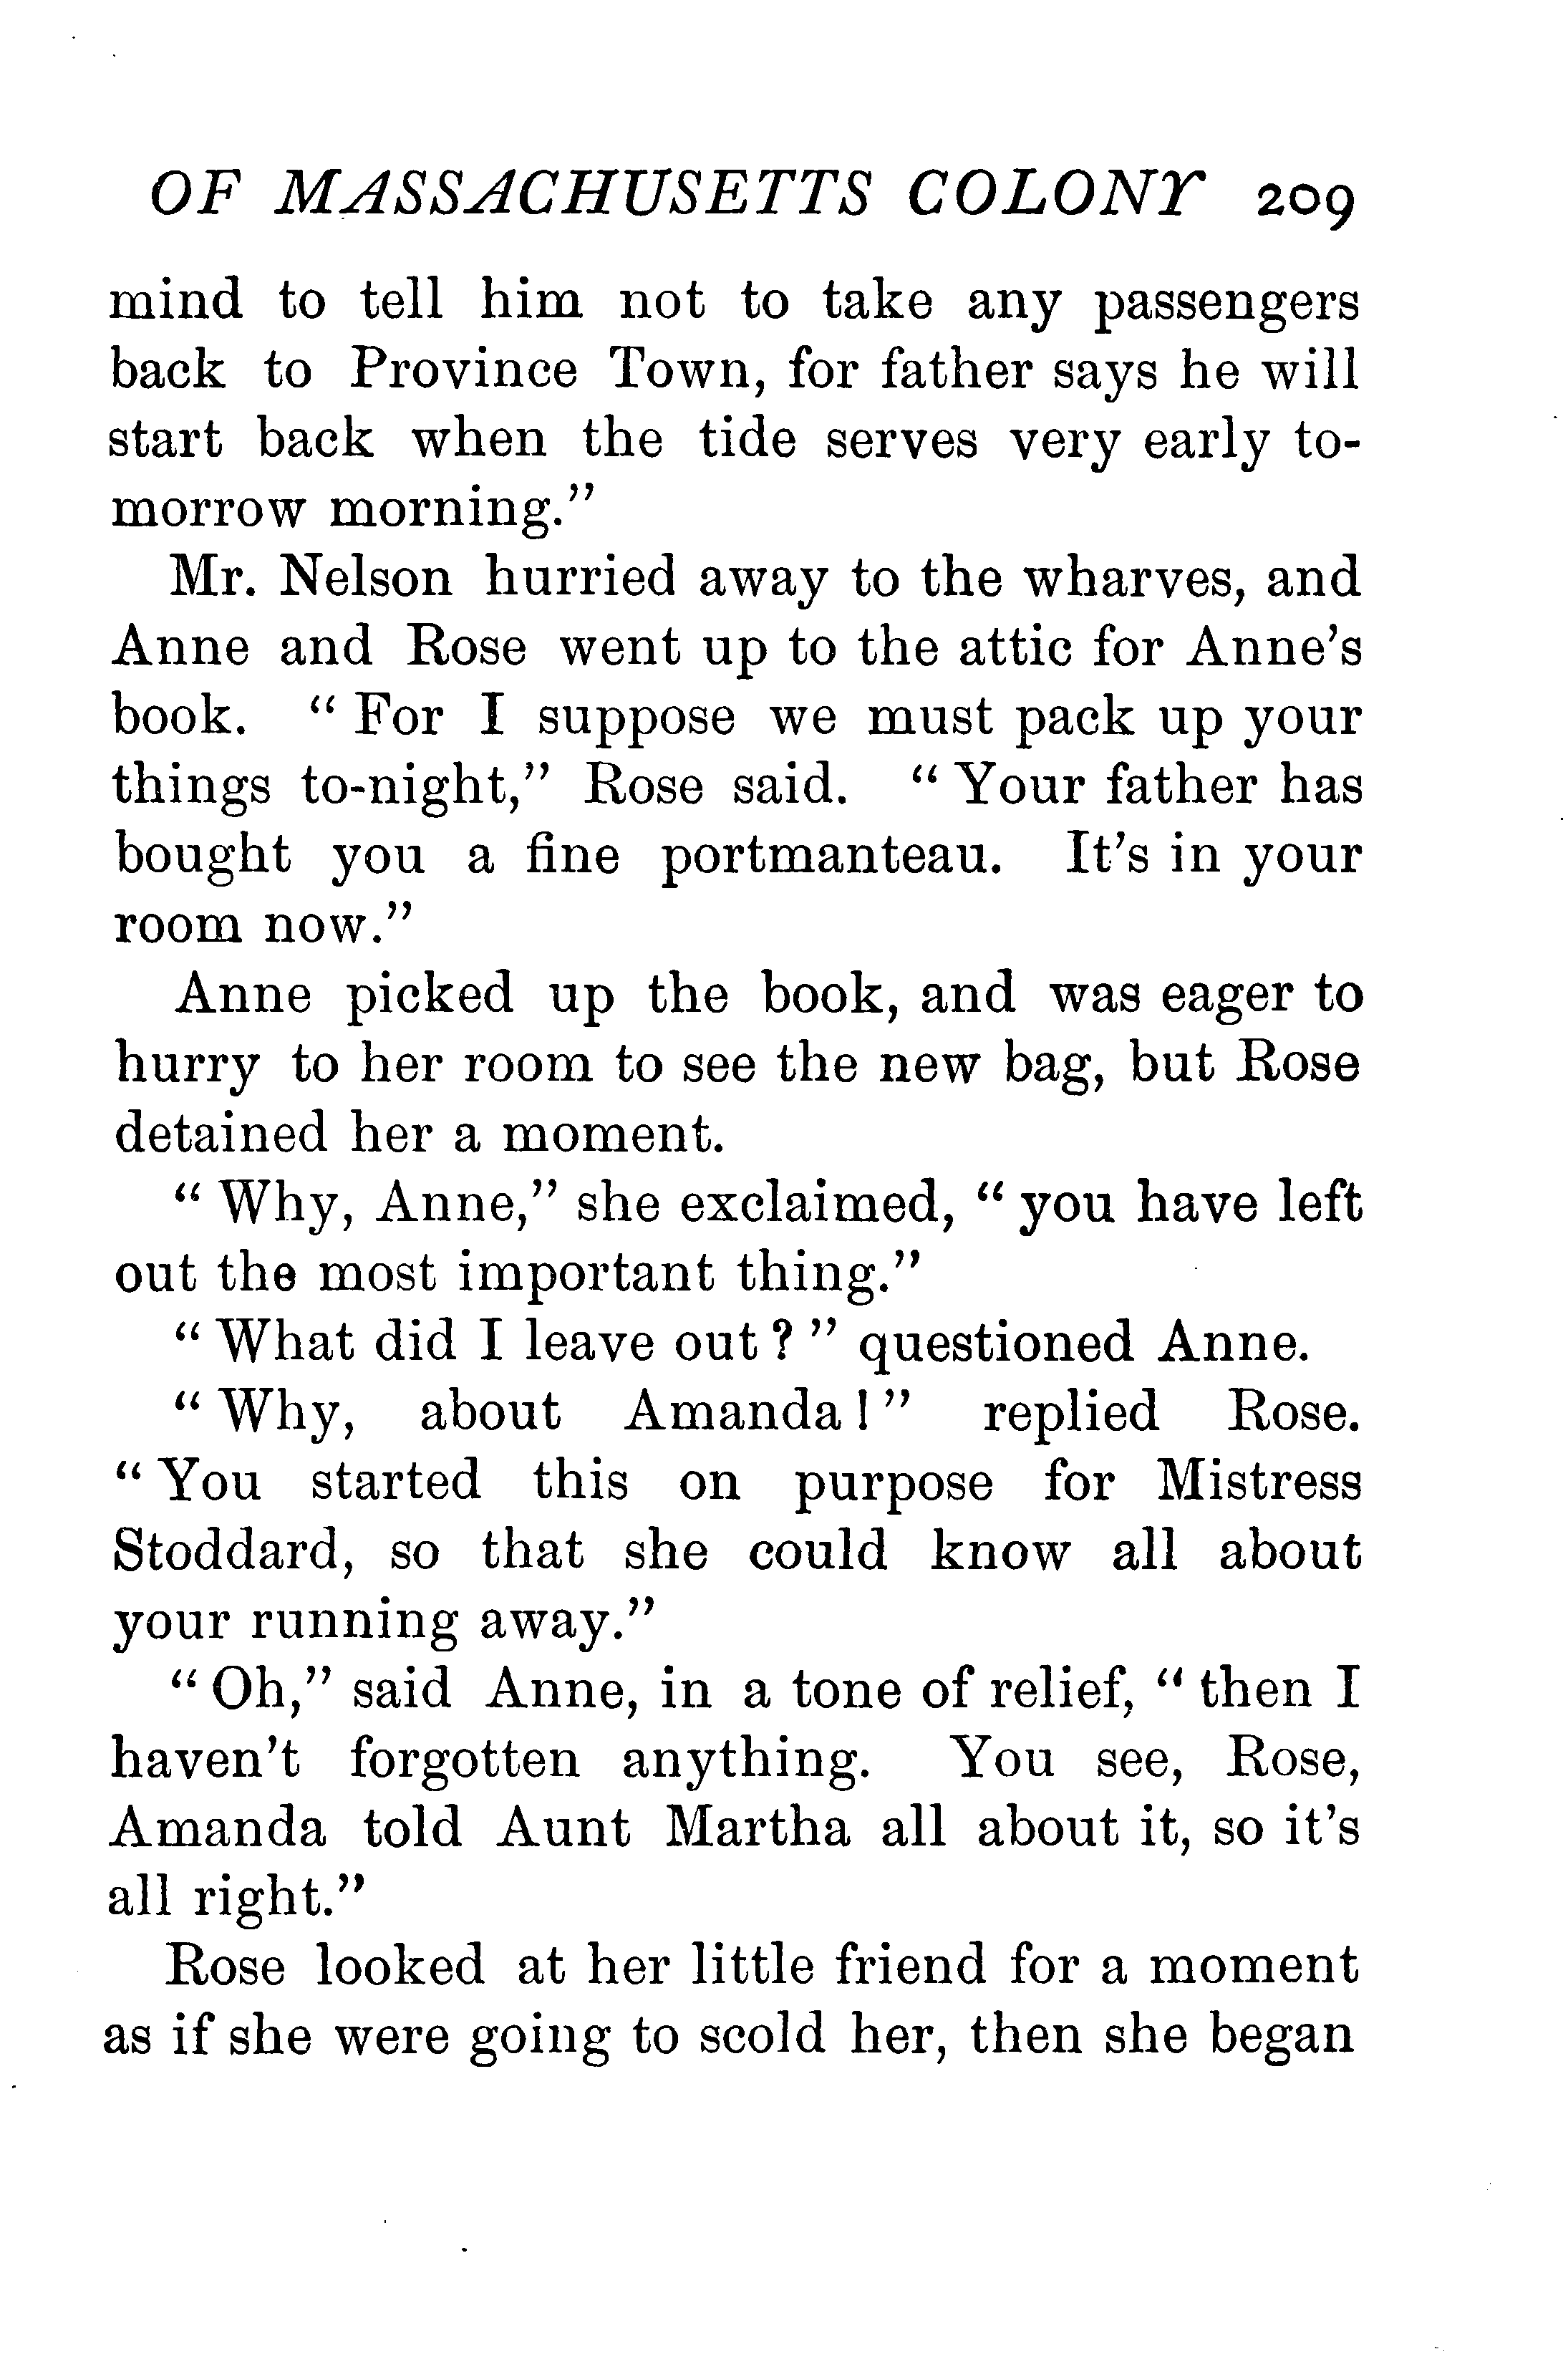 OF MASSACHUSETTS COLONY 209
mind to tell him not to take any passengers
back to Province Town, for father says he will
start back when the tide serves very early to-
morrow morning.”
Mr. Nelson hurried away to the wharves, and
Anne and Rose went up to the attic for Anne’s
book. “ For I suppose we must pack up your
things to-night,” Rose said. “ Your father has
bought you a fine portmanteau. It’s in your
room now.”
Anne picked up the book, and was eager to
hurry to her room to see the new bag, but Rose
detained her a moment.
“ Why, Anne,” she exclaimed, “ you have left
out the most important thing.”
“ What did I leave out ? ” questioned Anne.
“ Why, about Amanda ! ” replied Rose.
“ You started this on purpose for Mistress
Stoddard, so that she could know all about
your running away.”
“ Oh,” said Anne, in a tone of relief, “ then I
haven’t forgotten anything. You see, Rose,
Amanda told Aunt Martha all about it, so it’s
all right.”
Rose looked at her little friend for a moment
as if she were going to scold her, then she began